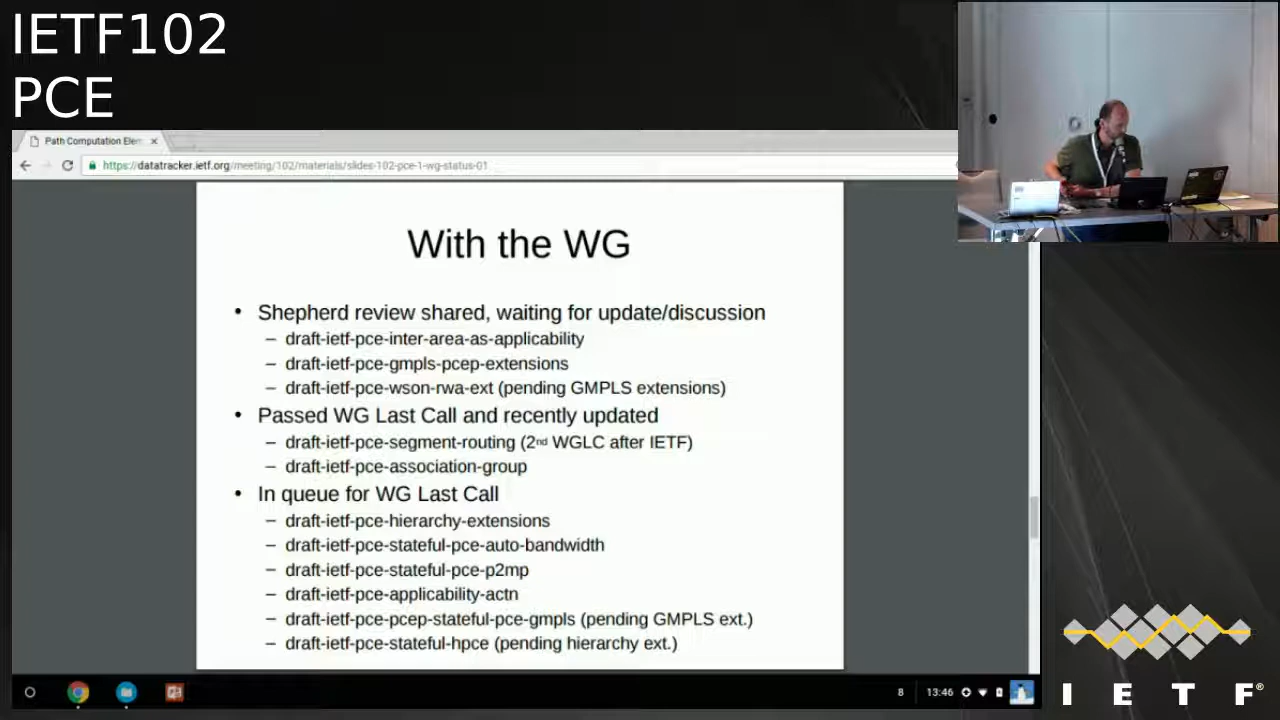 IETF102
PCE
Path Computation Elem
https://datatracker.ietf.org/meeting/102/materials/slides-102-pce-1-wg-status-01
With the WG
• Shepherd review shared, waiting for update/discussion
– draft-ietf-pce-inter-area-as-applicability
– draft-ietf-pce-gmpls-pcep-extensions
– draft-ietf-pce-wson-rwa-ext (pending GMPLS extensions)
• Passed WG Last Call and recently updated
– draft-ietf-pce-segment-routing (2nd WGLC after IETF)
– draft-ietf-pce-association-group
• In queue for WG Last Call
– draft-ietf-pce-hierarchy-extensions
– draft-ietf-pce-stateful-pce-auto-bandwidth
– draft-ietf-pce-stateful-pce-p2mp
– draft-ietf-pce-applicability-actn
– draft-ietf-pce-pcep-stateful-pce-gmpls (pending GMPLS ext.)
– draft-ietf-pce-stateful-hpce (pending hierarchy ext.)
8 13:46
I E T F®